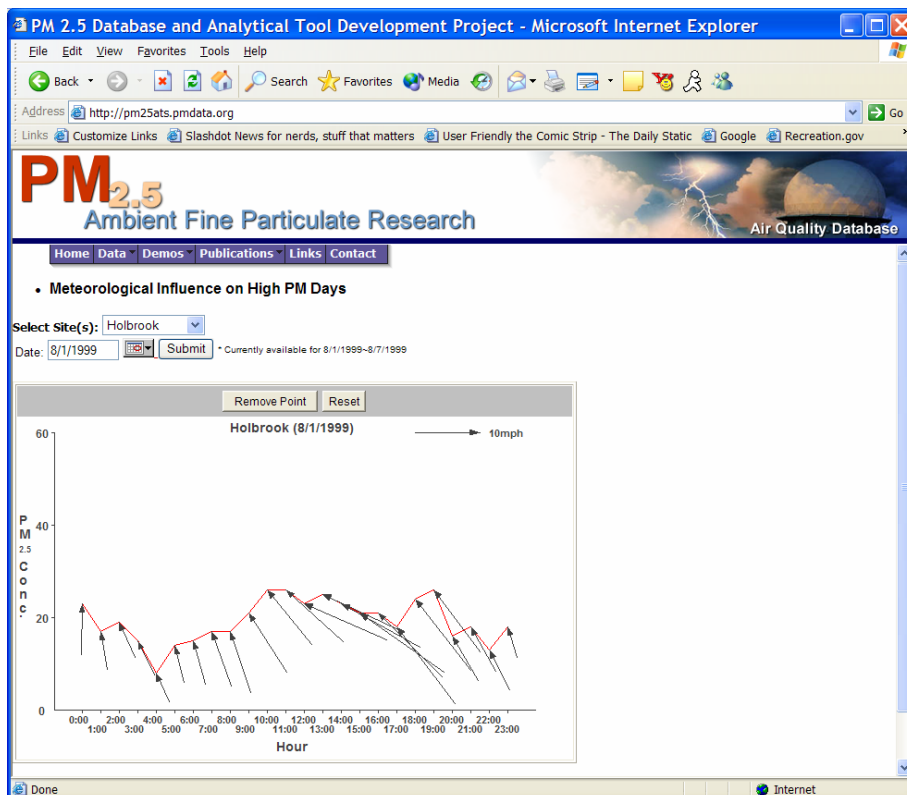 PM 2.5 Database and Analytical Tool Development Project - Microsoft Internet Explorer
File Edit View Favorites Tools Help
Back Search Favorites Media
Address http://pm25ats.pmdata.org Go
Links Customize Links Slashdot News for nerds, stuff that matters User Friendly the Comic Strip - The Daily Static Google Recreation.gov »
PM2.5
Ambient Fine Particulate Research
Air Quality Database
Home Data Demos Publications Links Contact
• Meteorological Influence on High PM Days
Select Site(s): Holbrook
Date: 8/1/1999 Submit * Currently available for 8/1/1999~8/7/1999
Remove Point Reset
Holbrook (8/1/1999)
10mph
60
40
20
0
PM 2.5 Conc.
0:00 2:00 4:00 6:00 8:00 10:00 12:00 14:00 16:00 18:00 20:00 22:00
1:00 3:00 5:00 7:00 9:00 11:00 13:00 15:00 17:00 19:00 21:00 23:00
Hour
Done Internet